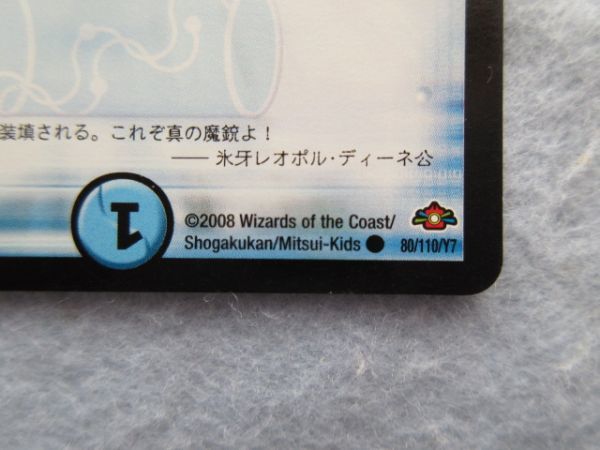 装填される。これぞ真の魔銃よ！
—— 氷牙レオポル・ディーネ公
1
©2008 Wizards of the Coast/
Shogakukan/Mitsui-Kids ● 80/110/Y7